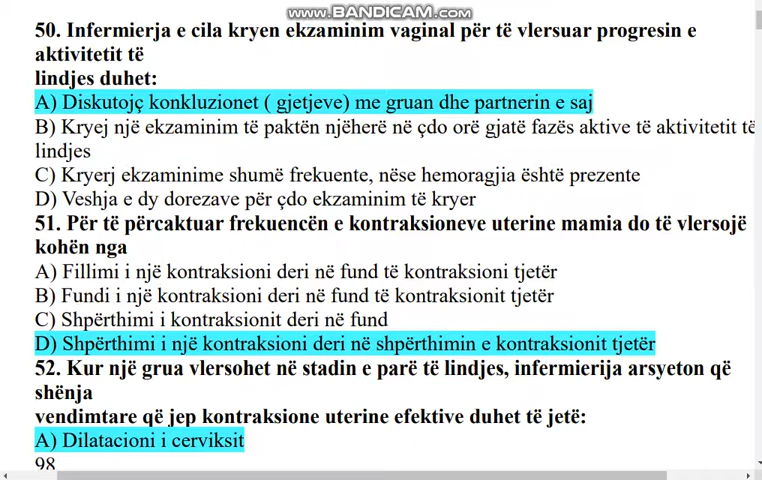 www.BANDICAM.com
50. Infermierja e cila kryen ekzaminim vaginal për të vlersuar progresin e
aktivitetit të
lindjes duhet:
A) Diskutojç konkluzionet ( gjetjeve) me gruan dhe partnerin e saj
B) Kryej një ekzaminim të paktën njëherë në çdo orë gjatë fazës aktive të aktivitetit të
lindjes
C) Kryerj ekzaminime shumë frekuente, nëse hemoragjia është prezente
D) Veshja e dy dorezave për çdo ekzaminim të kryer
51. Për të përcaktuar frekuencën e kontraksioneve uterine mamia do të vlersojë
kohën nga
A) Fillimi i një kontraksioni deri në fund të kontraksioni tjetër
B) Fundi i një kontraksioni deri në fund të kontraksionit tjetër
C) Shpërthimi i kontraksionit deri në fund
D) Shpërthimi i një kontraksioni deri në shpërthimin e kontraksionit tjetër
52. Kur një grua vlersohet në stadin e parë të lindjes, infermierija arsyeton që
shënja
vendimtare që jep kontraksione uterine efektive duhet të jetë:
A) Dilatacioni i cerviksit
98